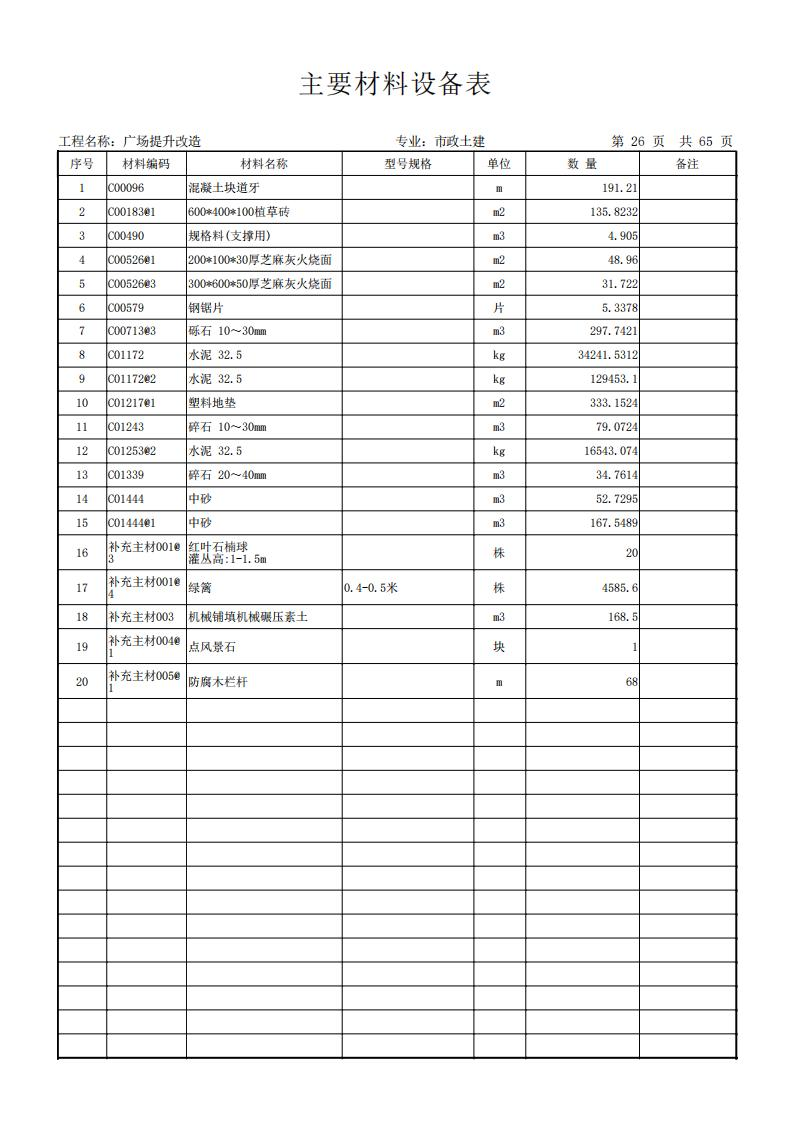 主要材料设备表
工程名称：广场提升改造 专业：市政土建 第 26 页 共 65 页
序号 材料编码 材料名称 型号规格 单位 数 量 备注
1 C00096 混凝土块道牙 m 191.21
2 C00183@1 600*400*100植草砖 m2 135.8232
3 C00490 规格料(支撑用) m3 4.905
4 C00526@1 200*100*30厚芝麻灰火烧面 m2 48.96
5 C00526@3 300*600*50厚芝麻灰火烧面 m2 31.722
6 C00579 钢锯片 片 5.3378
7 C00713@3 砾石 10～30mm m3 297.7421
8 C01172 水泥 32.5 kg 34241.5312
9 C01172@2 水泥 32.5 kg 129453.1
10 C01217@1 塑料地垫 m2 333.1524
11 C01243 碎石 10～30mm m3 79.0724
12 C01253@2 水泥 32.5 kg 16543.074
13 C01339 碎石 20～40mm m3 34.7614
14 C01444 中砂 m3 52.7295
15 C01444@1 中砂 m3 167.5489
16 补充主材001@3 红叶石楠球 株 20
灌丛高:1-1.5m
17 补充主材001@4 绿篱 0.4-0.5米 株 4585.6
18 补充主材003 机械铺填机械碾压素土 m3 168.5
19 补充主材004@1 点风景石 块 1
20 补充主材005@1 防腐木栏杆 m 68